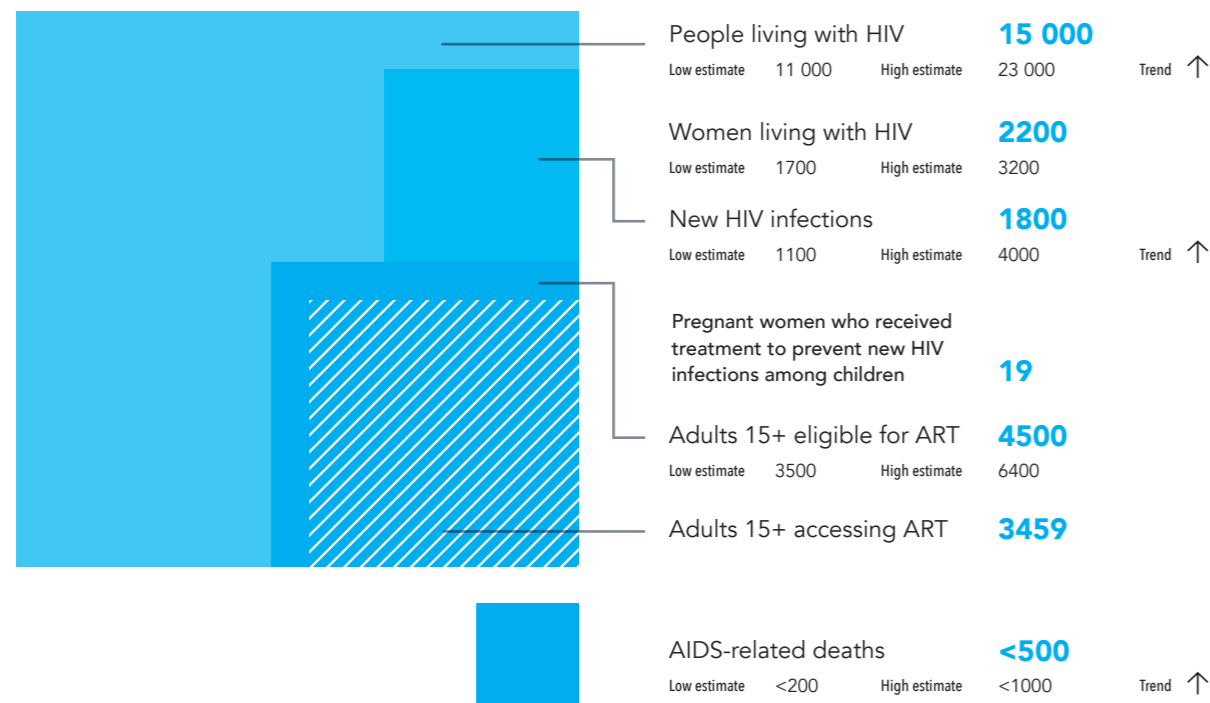 People living with HIV 15 000
Low estimate 11 000 High estimate 23 000 Trend ↑
Women living with HIV 2200
Low estimate 1700 High estimate 3200
New HIV infections 1800
Low estimate 1100 High estimate 4000 Trend ↑
Pregnant women who received
treatment to prevent new HIV
infections among children 19
Adults 15+ eligible for ART 4500
Low estimate 3500 High estimate 6400
Adults 15+ accessing ART 3459
AIDS-related deaths <500
Low estimate <200 High estimate <1000 Trend ↑